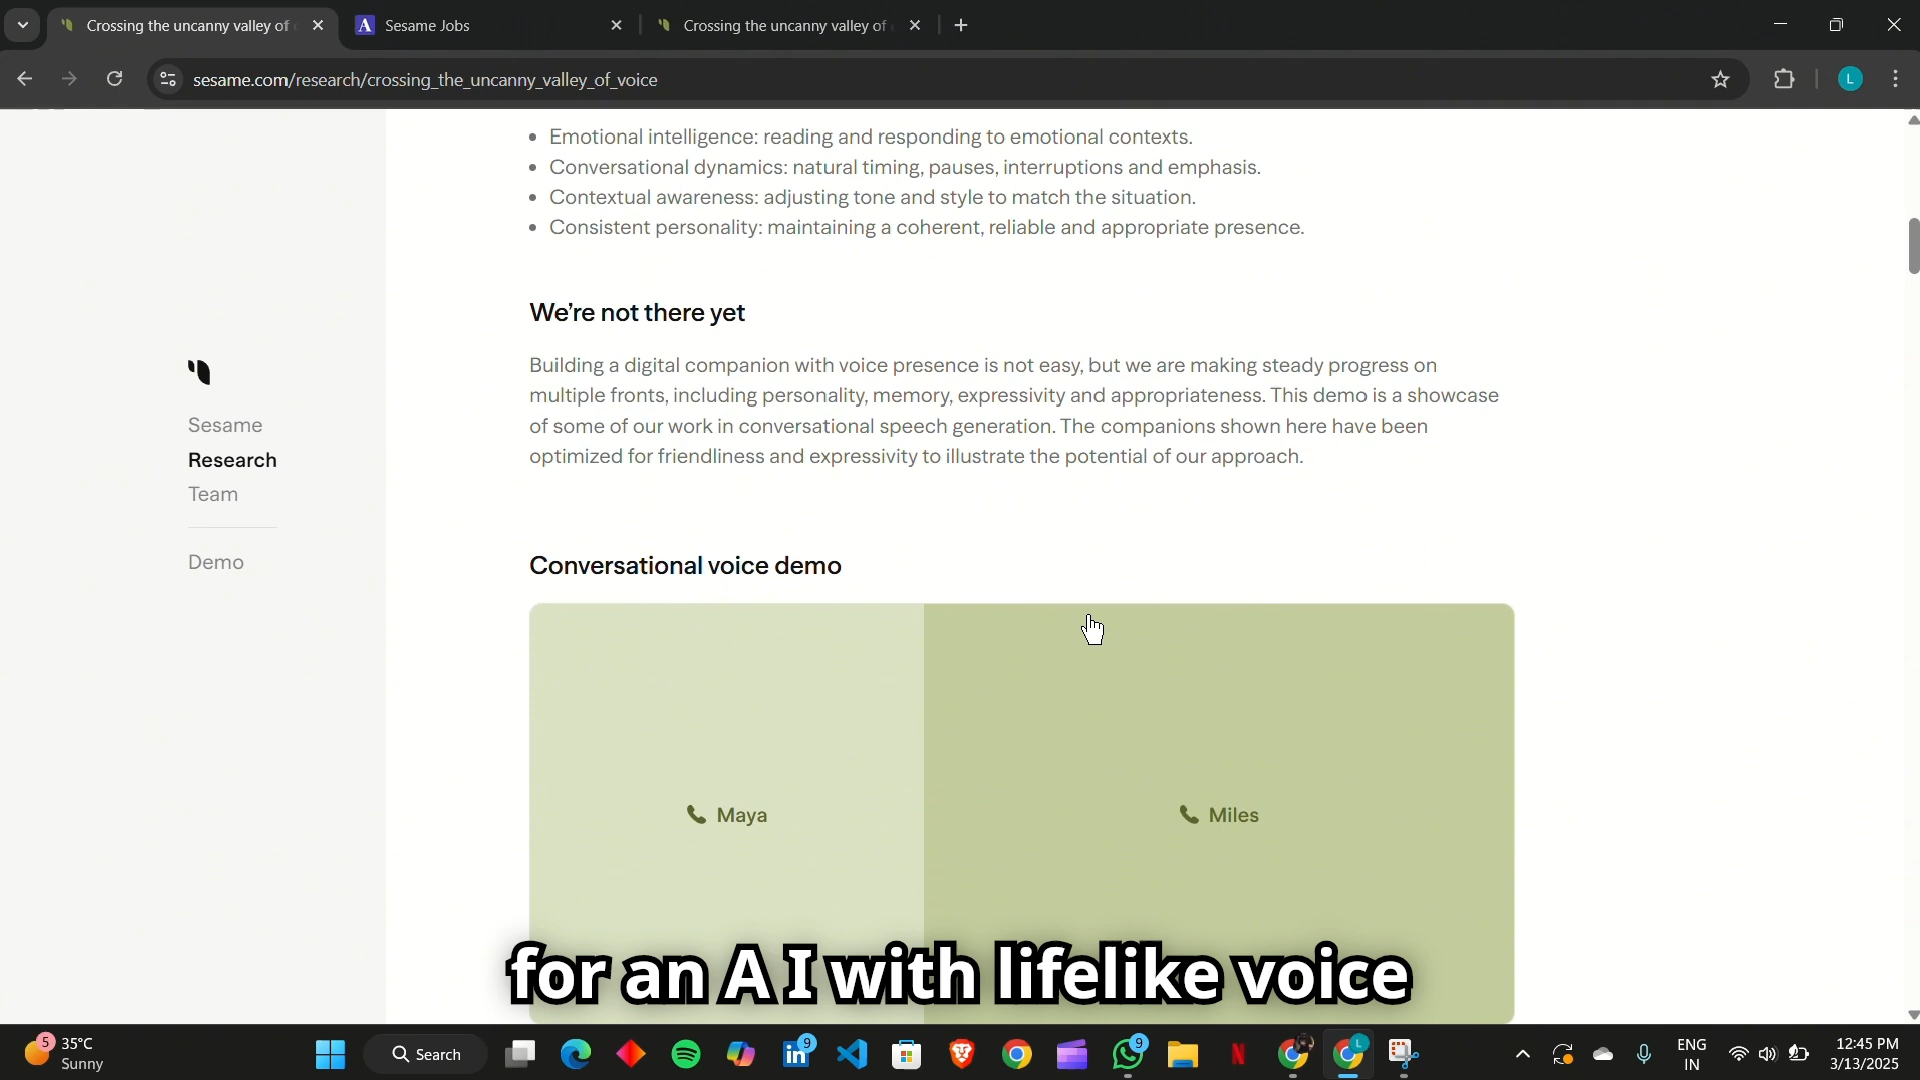 Crossing the uncanny valley of
Sesame Jobs
Crossing the uncanny valley of
sesame.com/research/crossing_the_uncanny_valley_of_voice
L
Emotional intelligence: reading and responding to emotional contexts.
Conversational dynamics: natural timing, pauses, interruptions and emphasis.
Contextual awareness: adjusting tone and style to match the situation.
Consistent personality: maintaining a coherent, reliable and appropriate presence.
We're not there yet
Building a digital companion with voice presence is not easy, but we are making steady progress on
multiple fronts, including personality, memory, expressivity and appropriateness. This demo is a showcase
of some of our work in conversational speech generation. The companions shown here have been
optimized for friendliness and expressivity to illustrate the potential of our approach.
Sesame
Research
Team
Demo
Conversational voice demo
Maya
Miles
for an A I with lifelike voice
5
35°C
Sunny
Search
9
9
L
ENG
IN
12:45 PM
3/13/2025